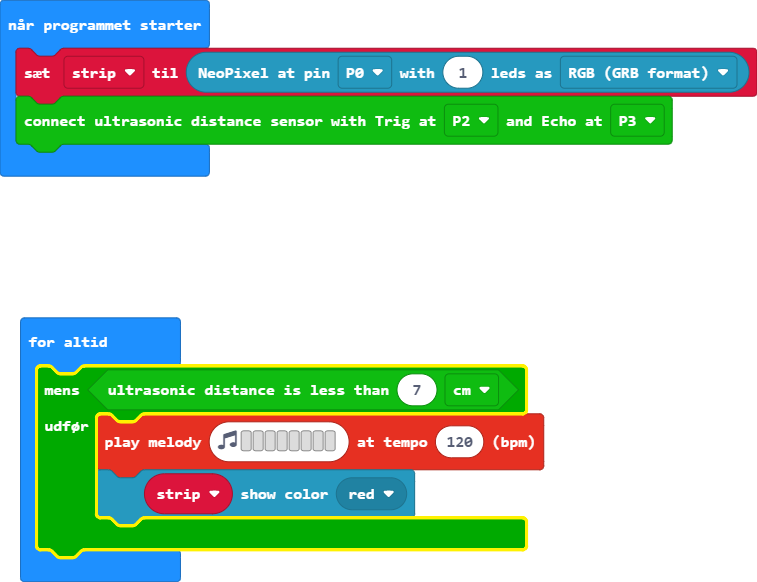 når programmet starter
sæt strip til NeoPixel at pin P0 with 1 leds as RGB (GRB format)
connect ultrasonic distance sensor with Trig at P2 and Echo at P3
for altid
mens ultrasonic distance is less than 7 cm
udfør
play melody at tempo 120 (bpm)
strip show color red